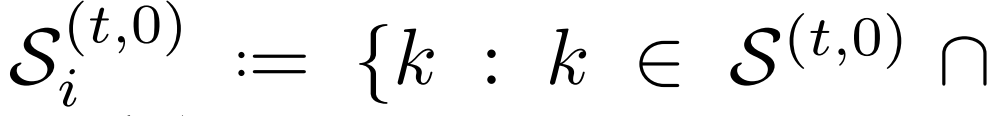 $\mathcal{S}_i^{(t,0)} := \{k : k \in \mathcal{S}^{(t,0)} \cap$